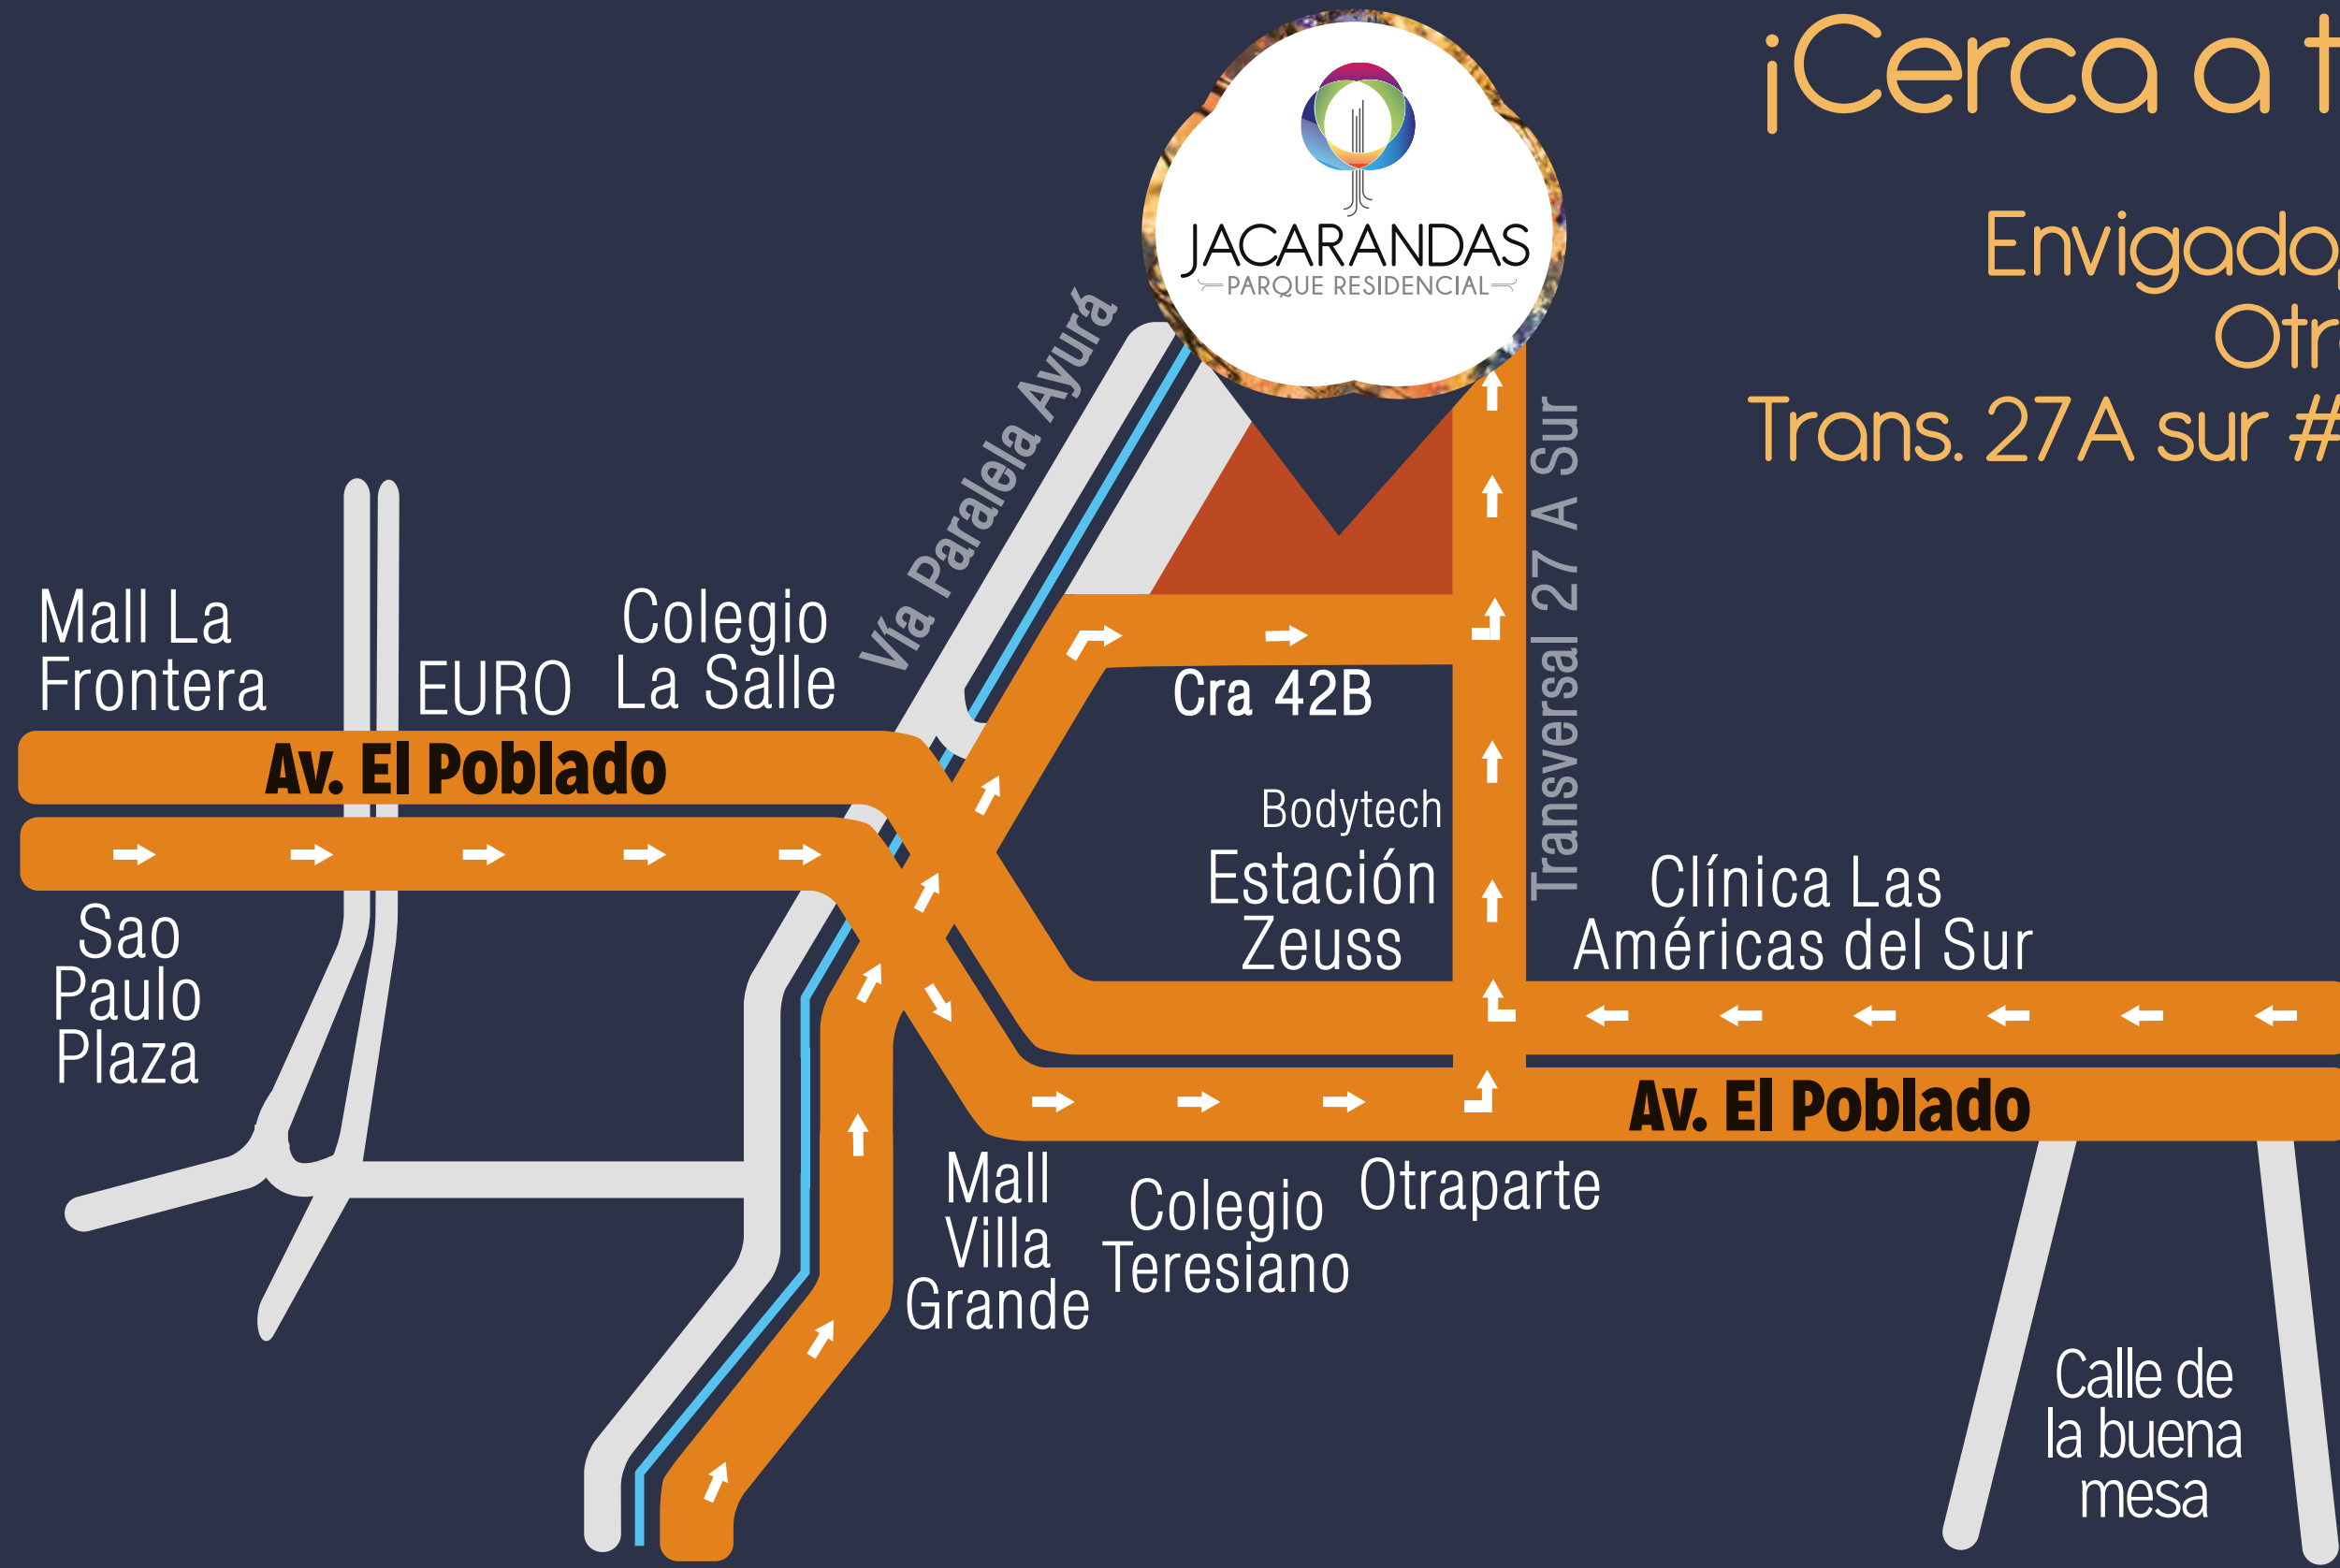 ¡Cerca a t
JACARANDAS
PARQUE RESIDENCIAL
Envigado
Otr
Trans. 27A sur #
Vía Paralela Ayurá
Transversal 27 A Sur
Mall La
Frontera
EURO
Colegio
La Salle
Cra 42B
Av. El Poblado
Bodytech
Estación
Zeuss
Clínica Las
Américas del Sur
Sao
Paulo
Plaza
Av. El Poblado
Mall
Villa
Grande
Colegio
Teresiano
Otraparte
Calle de
la buena
mesa